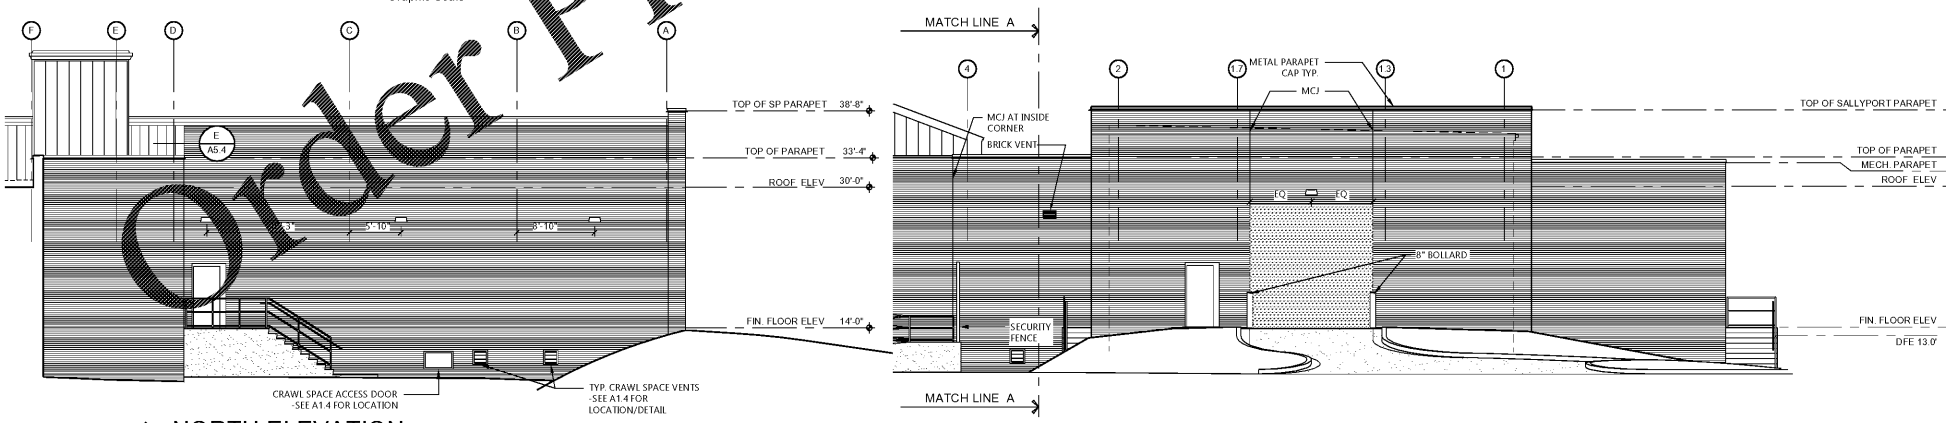 F
E
D
C
B
A
Order
E
A5.4
TOP OF SP PARAPET 38'-8"
TOP OF PARAPET 33'-4"
ROOF ELEV 30'-0"
5'-10"
8'-10"
FIN. FLOOR ELEV 14'-0"
CRAWL SPACE ACCESS DOOR
-SEE A1.4 FOR LOCATION
TYP. CRAWL SPACE VENTS
-SEE A1.4 FOR
LOCATION/DETAIL
NORTH ELEVATION
MATCH LINE A
4
2
1.7
1.3
1
METAL PARAPET
CAP TYP.
MCJ
MCJ AT INSIDE
CORNER
BRICK VENT
EQ
EQ
8" BOLLARD
SECURITY
FENCE
TOP OF SALLYPORT PARAPET
TOP OF PARAPET
MECH. PARAPET
ROOF ELEV
FIN. FLOOR ELEV
DFE 13.0'
MATCH LINE A